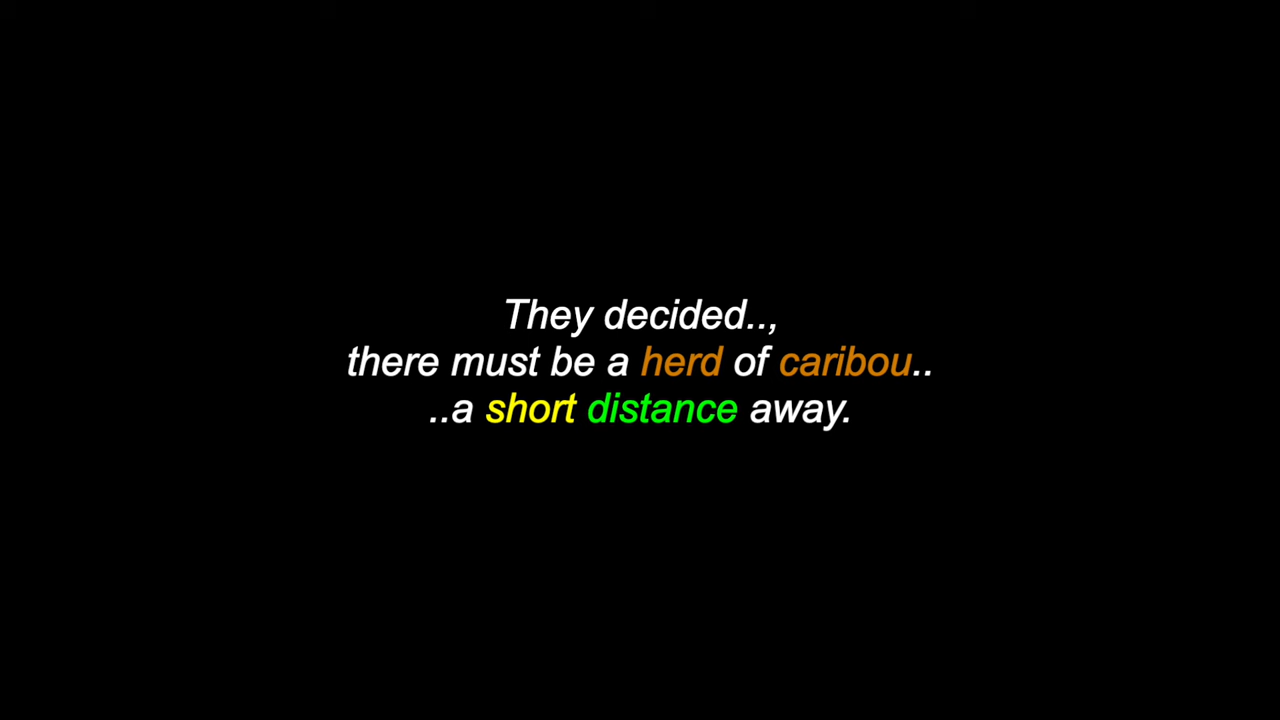 They decided..,
there must be a herd of caribou..
..a short distance away.